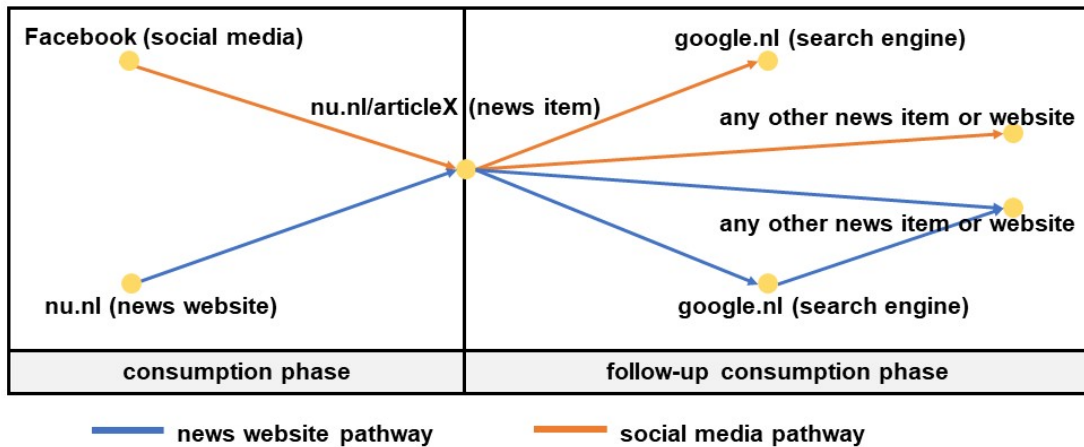 Facebook (social media)
google.nl (search engine)
nu.nl/articleX (news item)
any other news item or website
any other news item or website
nu.nl (news website)
google.nl (search engine)
consumption phase
follow-up consumption phase
news website pathway
social media pathway